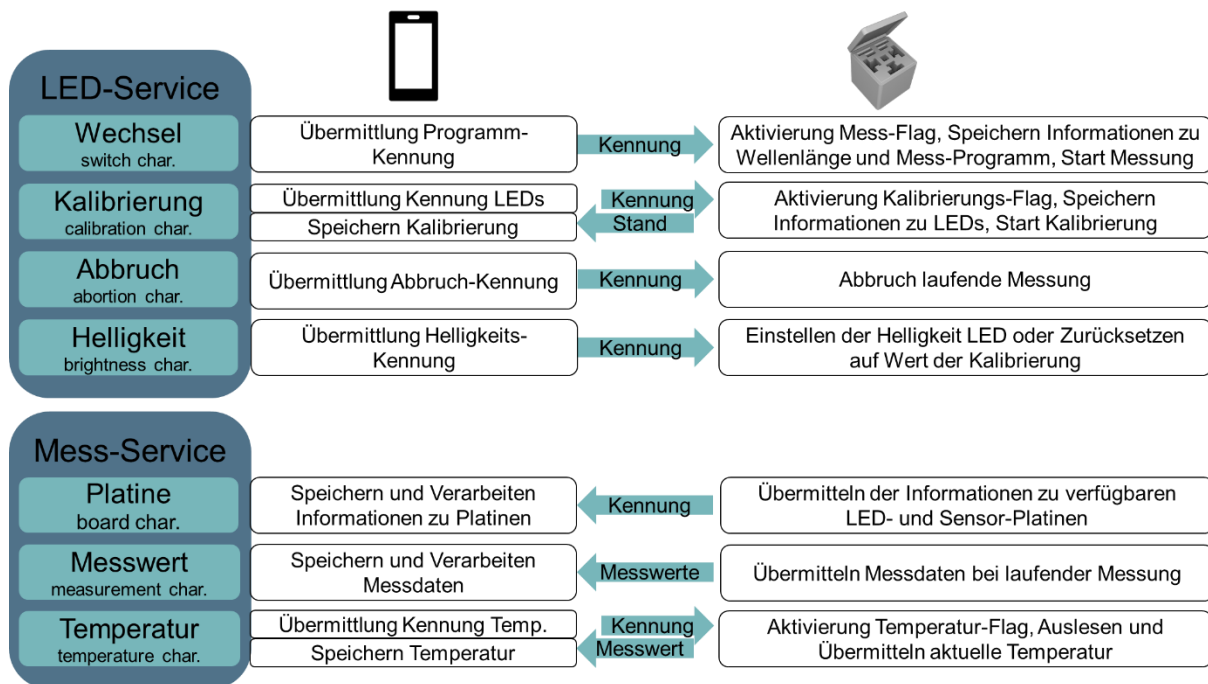 LED-Service
Wechsel
switch char.
Übermittlung Programm-
Kennung
Kennung
Aktivierung Mess-Flag, Speichern Informationen zu
Wellenlänge und Mess-Programm, Start Messung
Kalibrierung
calibration char.
Übermittlung Kennung LEDs
Speichern Kalibrierung
Kennung
Stand
Aktivierung Kalibrierungs-Flag, Speichern
Informationen zu LEDs, Start Kalibrierung
Abbruch
abortion char.
Übermittlung Abbruch-Kennung
Kennung
Abbruch laufende Messung
Helligkeit
brightness char.
Übermittlung Helligkeits-
Kennung
Kennung
Einstellen der Helligkeit LED oder Zurücksetzen
auf Wert der Kalibrierung
Mess-Service
Platine
board char.
Speichern und Verarbeiten
Informationen zu Platinen
Kennung
Übermitteln der Informationen zu verfügbaren
LED- und Sensor-Platinen
Messwert
measurement char.
Speichern und Verarbeiten
Messdaten
Messwerte
Übermitteln Messdaten bei laufender Messung
Temperatur
temperature char.
Übermittlung Kennung Temp.
Speichern Temperatur
Kennung
Messwert
Aktivierung Temperatur-Flag, Auslesen und
Übermitteln aktuelle Temperatur